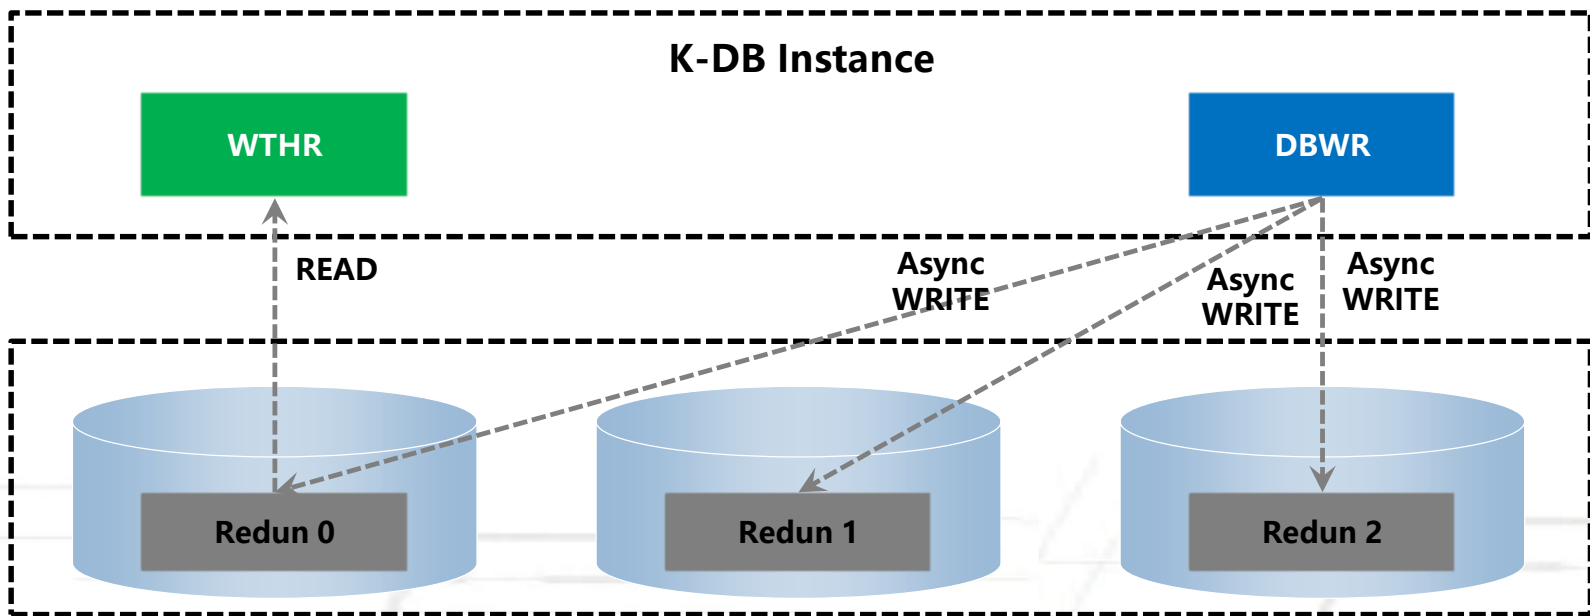 K-DB Instance
WTHR
DBWR
READ
Async
WRITE
Async
WRITE
Async
WRITE
Redun 0
Redun 1
Redun 2